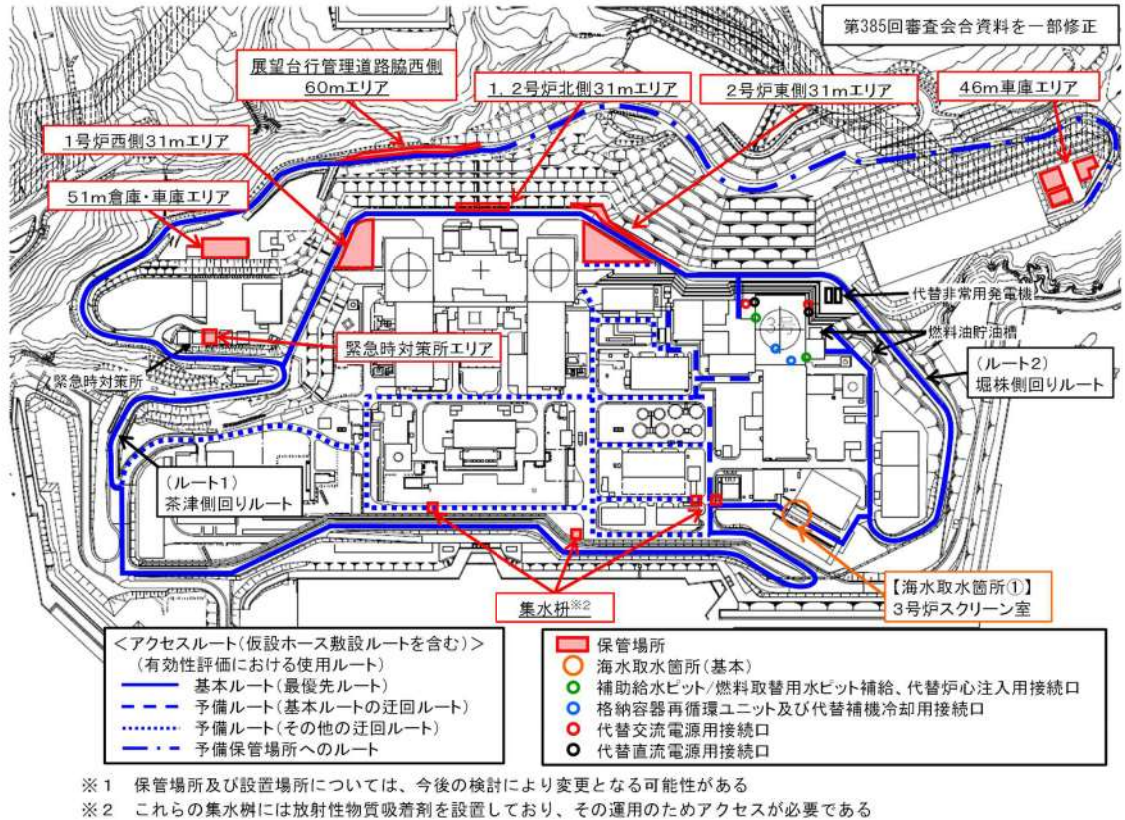 第385回審査会合資料を一部修正
展望台行管理道路脇西側
60mエリア
1，2号炉北側31mエリア
2号炉東側31mエリア
46m車庫エリア
1号炉西側31mエリア
51m倉庫・車庫エリア
代替非常用発電機
燃料油貯油槽
緊急時対策所エリア
緊急時対策所
（ルート2）
堀株側回りルート
（ルート1）
茶津側回りルート
集水枡※2
【海水取水箇所①】
3号炉スクリーン室
＜アクセスルート（仮設ホース敷設ルートを含む）＞
（有効性評価における使用ルート）
基本ルート（最優先ルート）
予備ルート（基本ルートの迂回ルート）
予備ルート（その他の迂回ルート）
予備保管場所へのルート
保管場所
海水取水箇所（基本）
補助給水ピット/燃料取替用水ピット補給、代替炉心注入用接続口
格納容器再循環ユニット及び代替補機冷却用接続口
代替交流電源用接続口
代替直流電源用接続口
※1　保管場所及び設置場所については、今後の検討により変更となる可能性がある
※2　これらの集水桝には放射性物質吸着剤を設置しており、その運用のためアクセスが必要である